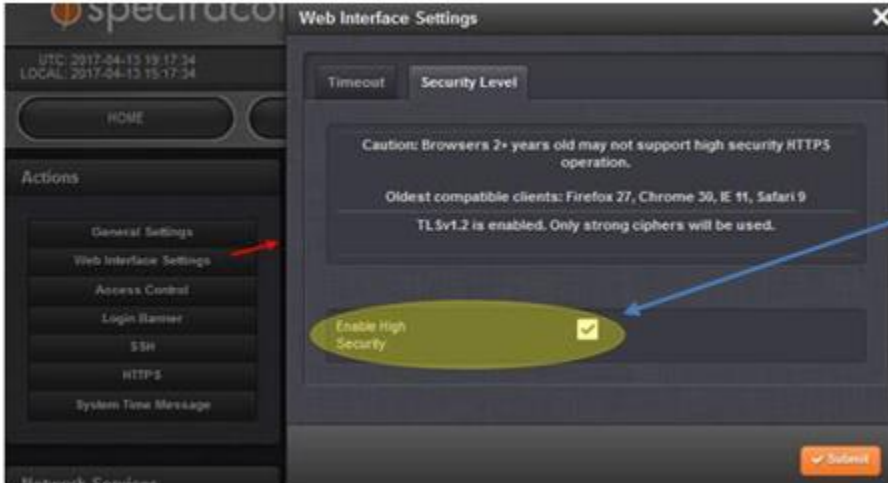 spectracom
Web Interface Settings
UTC: 2017-04-13 19:17:34
LOCAL: 2017-04-13 15:17:34
Timeout
Security Level
HOME
Caution: Browsers 2+ years old may not support high security HTTPS
operation.
Oldest compatible clients: Firefox 27, Chrome 30, IE 11, Safari 9
TLSv1.2 is enabled. Only strong ciphers will be used.
Actions
General Settings
Web Interface Settings
Access Control
Login Banner
SSH
HTTPS
System Time Message
Enable High
Security
Submit
Network Services